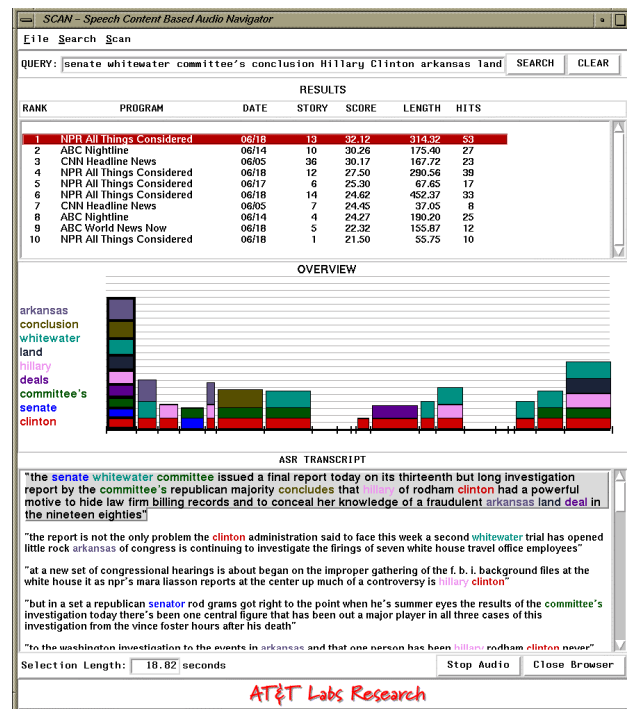 SCAN – Speech Content Based Audio Navigator
File Search Scan
QUERY: senate whitewater committee's conclusion Hillary Clinton arkansas land SEARCH CLEAR
RESULTS
RANK PROGRAM DATE STORY SCORE LENGTH HITS
1 NPR All Things Considered 06/18 13 32.12 314.32 53
2 ABC Nightline 06/14 10 30.26 175.40 27
3 CNN Headline News 06/05 36 30.17 167.72 23
4 NPR All Things Considered 06/18 12 27.50 290.56 39
5 NPR All Things Considered 06/17 6 25.30 67.65 17
6 NPR All Things Considered 06/18 14 24.62 452.37 33
7 CNN Headline News 06/05 7 24.45 37.05 8
8 ABC Nightline 06/14 4 24.27 190.20 25
9 ABC World News Now 06/18 5 22.32 155.87 12
10 NPR All Things Considered 06/18 1 21.50 55.75 10
OVERVIEW
arkansas
conclusion
whitewater
land
hillary
deals
committee's
senate
clinton
ASR TRANSCRIPT
"the senate whitewater committee issued a final report today on its thirteenth but long investigation
report by the committee's republican majority concludes that hillary of rodham clinton had a powerful
motive to hide law firm billing records and to conceal her knowledge of a fraudulent arkansas land deal in
the nineteen eighties"
"the report is not the only problem the clinton administration said to face this week a second whitewater trial has opened
little rock arkansas of congress is continuing to investigate the firings of seven white house travel office employees"
"at a new set of congressional hearings is about began on the improper gathering of the f. b. i. background files at the
white house it as npr's mara liasson reports at the center up much of a controversy is hillary clinton"
"but in a set a republican senator rod grams got right to the point when he's summer eyes the results of the committee's
investigation today there's been one central figure that has been out a major player in all three cases of this
investigation from the vince foster hours after his death"
"to the washington investigation to the events in arkansas and that one person has been hillary rodham clinton never"
Selection Length: 18.82 seconds Stop Audio Close Browser
AT&T Labs Research